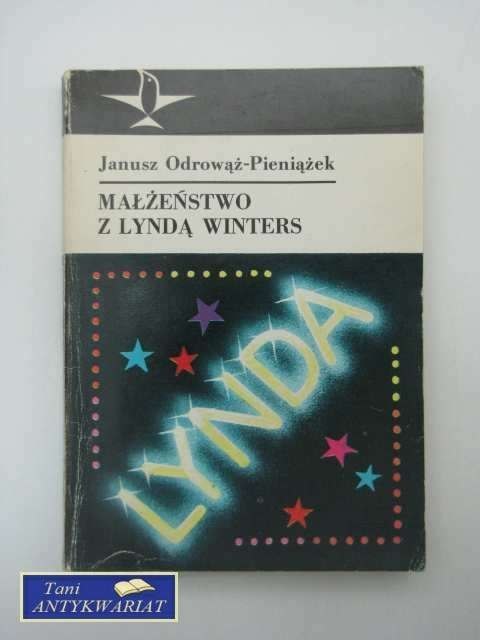 Janusz Odrowąż-Pieniążek
MAŁŻEŃSTWO
Z LYNDĄ WINTERS
LYNDA
Tani
ANTYKWARIAT